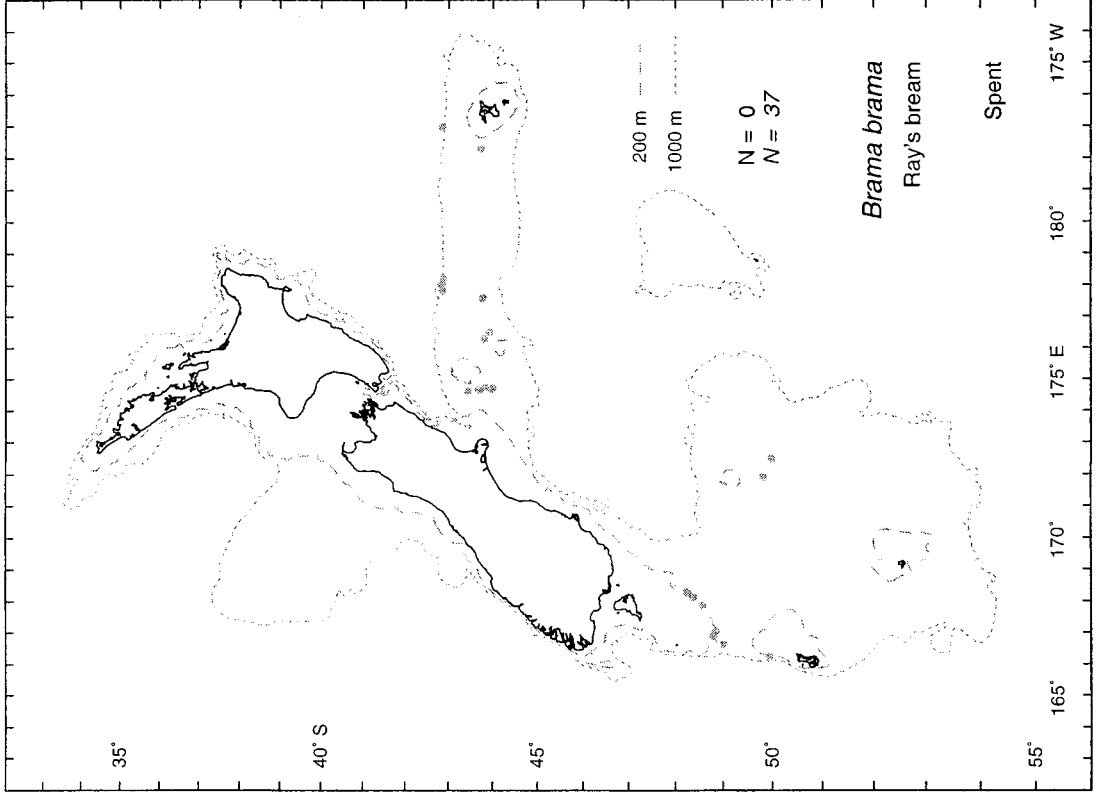 35°
40° S
45°
50°
55°
165°
170°
175° E
180°
175° W
200 m
1000 m
N = 0
N = 37
Brama brama
Ray's bream
Spent